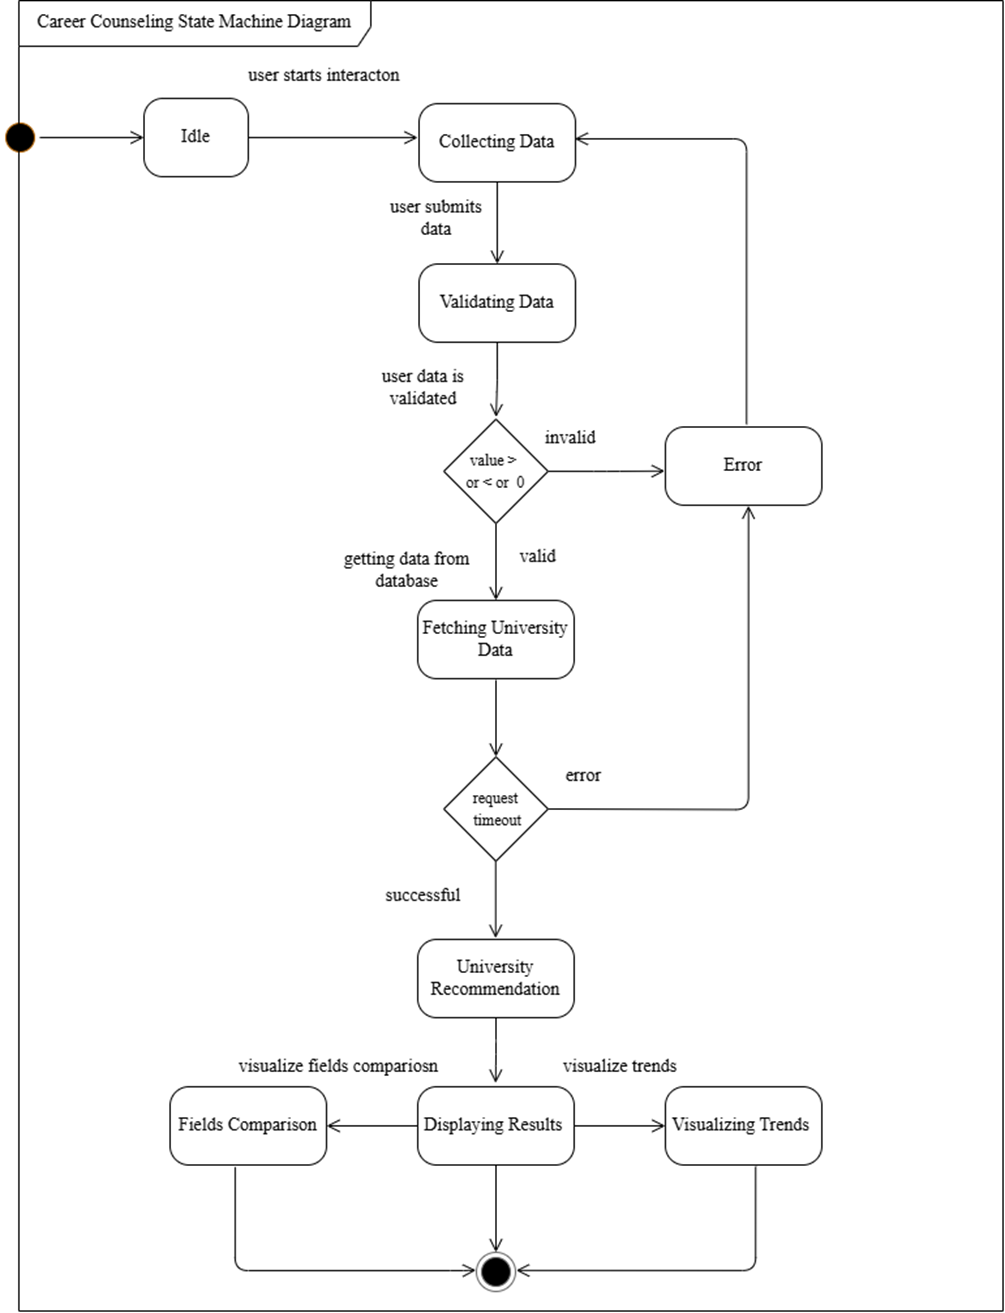 Career Counseling State Machine Diagram
user starts interacton
Idle
Collecting Data
user submits
data
Validating Data
user data is
validated
invalid
value >
or < or 0
Error
getting data from
database
valid
Fetching University
Data
error
request
timeout
successful
University
Recommendation
visualize fields compariosn
visualize trends
Fields Comparison
Displaying Results
Visualizing Trends